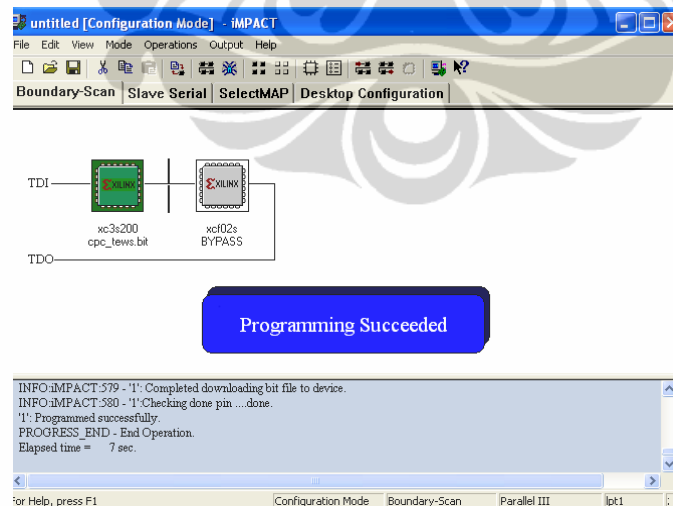 untitled [Configuration Mode] - iMPACT
File Edit View Mode Operations Output Help
Boundary-Scan Slave Serial SelectMAP Desktop Configuration
TDI
XILINX XILINX
xc3s200 xcf02s
cpc_tews.bit BYPASS
TDO
Programming Succeeded
INFO:iMPACT:579 - '1': Completed downloading bit file to device.
INFO:iMPACT:580 - '1':Checking done pin ....done.
'1': Programmed successfully.
PROGRESS_END - End Operation.
Elapsed time = 7 sec.
For Help, press F1 Configuration Mode Boundary-Scan Parallel III lpt1